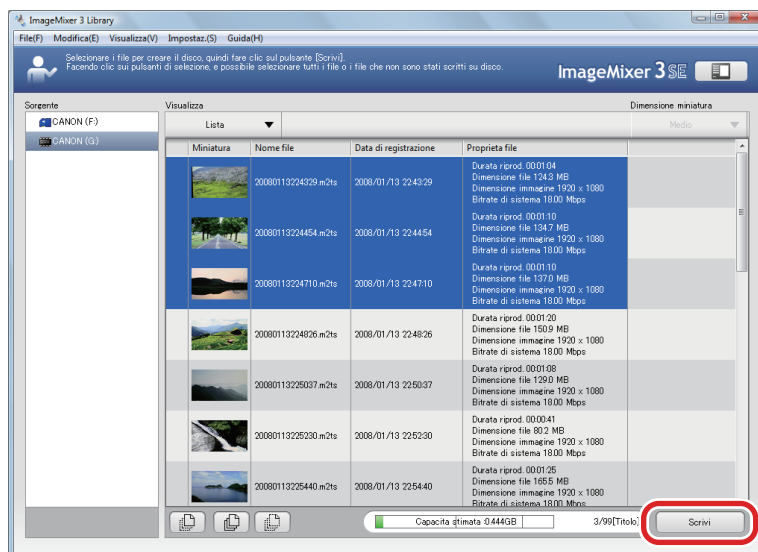 ImageMixer 3 Library
File(F) Modifica(E) Visualizza(V) Impostaz.(S) Guida(H)
Selezionare i file per creare il disco, quindi fare clic sul pulsante [Scrivi].
Facendo clic sui pulsanti di selezione, e possibile selezionare tutti i file o i file che non sono stati scritti su disco.
ImageMixer 3 SE
Sorgente Visualizza Dimensione miniatura
CANON (F:) Lista Medio
CANON (G:)
Miniatura Nome file Data di registrazione Proprieta file
Durata riprod. 00:01:04
Dimensione file 124.3 MB
20080113224329.m2ts 2008/01/13 22:43:29
Dimensione immagine 1920 x 1080
Bitrate di sistema 18.00 Mbps
Durata riprod. 00:01:10
Dimensione file 134.7 MB
20080113224454.m2ts 2008/01/13 22:44:54
Dimensione immagine 1920 x 1080
Bitrate di sistema 18.00 Mbps
Durata riprod. 00:01:10
Dimensione file 137.0 MB
20080113224710.m2ts 2008/01/13 22:47:10
Dimensione immagine 1920 x 1080
Bitrate di sistema 18.00 Mbps
Durata riprod. 00:01:20
Dimensione file 150.9 MB
20080113224826.m2ts 2008/01/13 22:48:26
Dimensione immagine 1920 x 1080
Bitrate di sistema 18.00 Mbps
Durata riprod. 00:01:08
Dimensione file 129.0 MB
20080113225037.m2ts 2008/01/13 22:50:37
Dimensione immagine 1920 x 1080
Bitrate di sistema 18.00 Mbps
Durata riprod. 00:00:41
Dimensione file 80.2 MB
20080113225230.m2ts 2008/01/13 22:52:30
Dimensione immagine 1920 x 1080
Bitrate di sistema 18.00 Mbps
Durata riprod. 00:01:25
Dimensione file 165.5 MB
20080113225440.m2ts 2008/01/13 22:54:40
Dimensione immagine 1920 x 1080
Bitrate di sistema 18.00 Mbps
Capacita stimata :0.444GB 3/99[Titolo] Scrivi